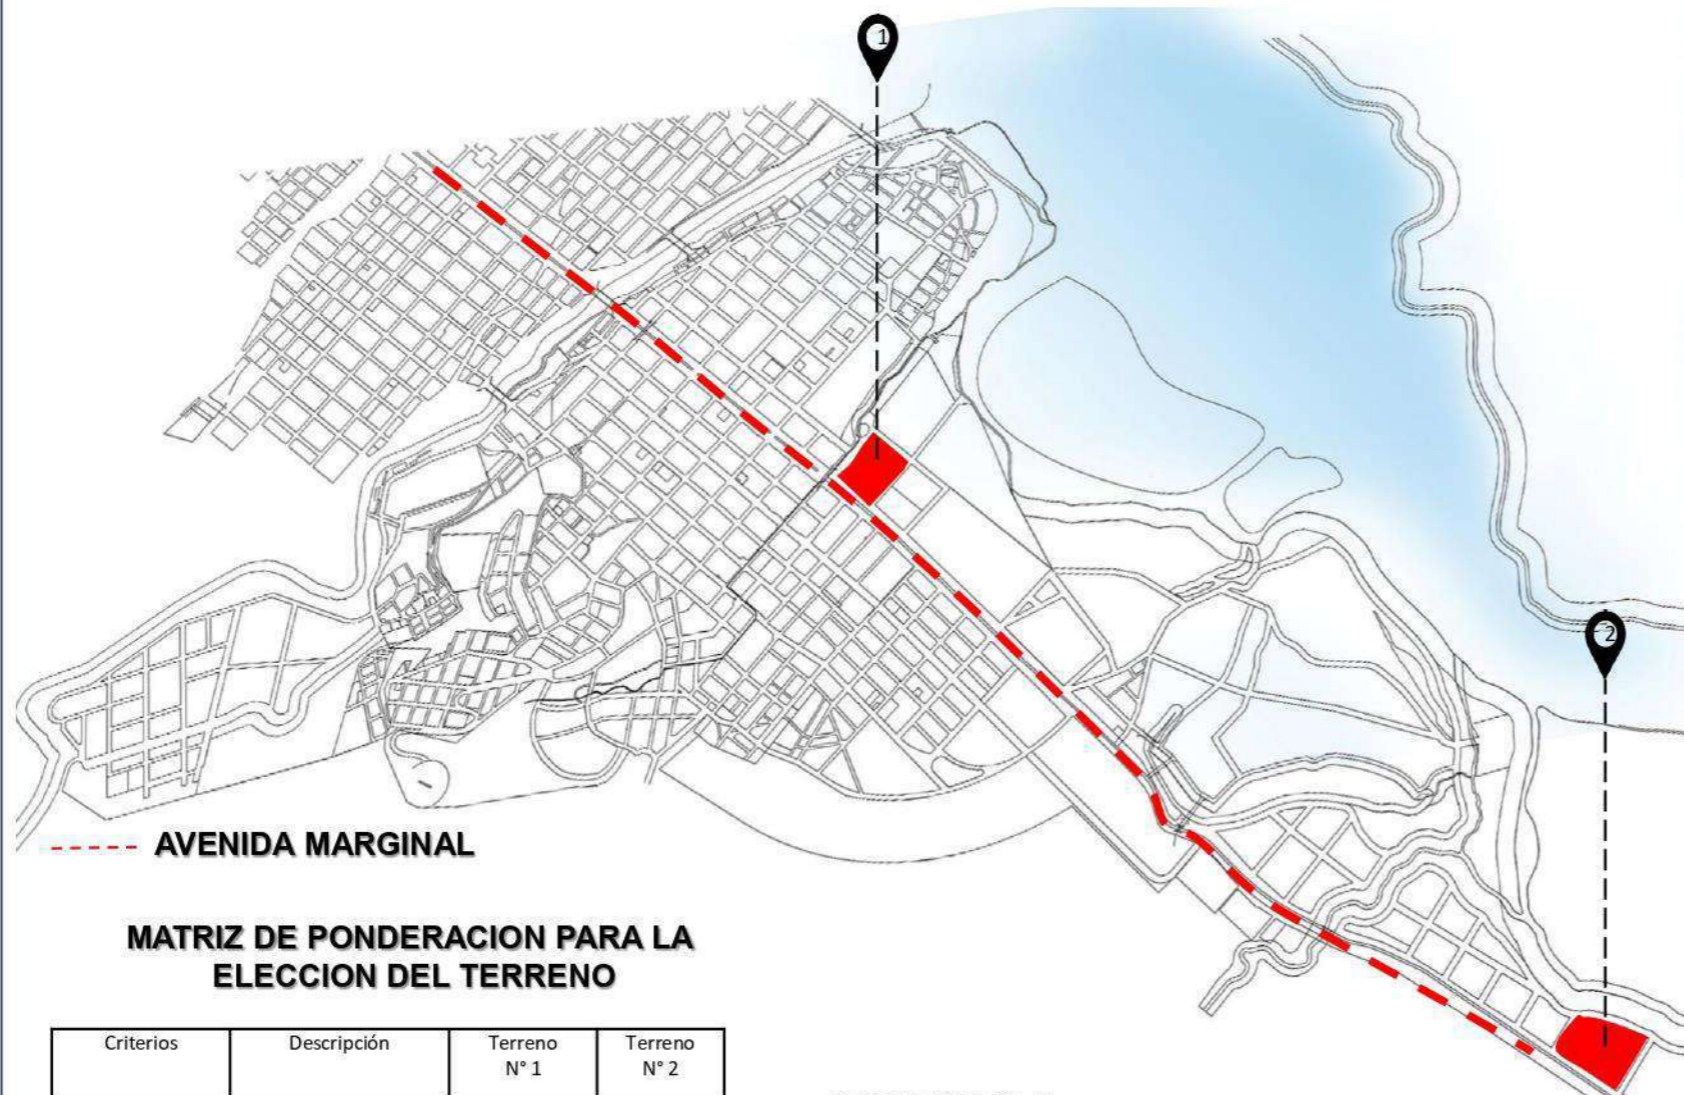 1
2
AVENIDA MARGINAL
MATRIZ DE PONDERACION PARA LA
ELECCION DEL TERRENO
Criterios Descripción Terreno N° 1 Terreno N° 2